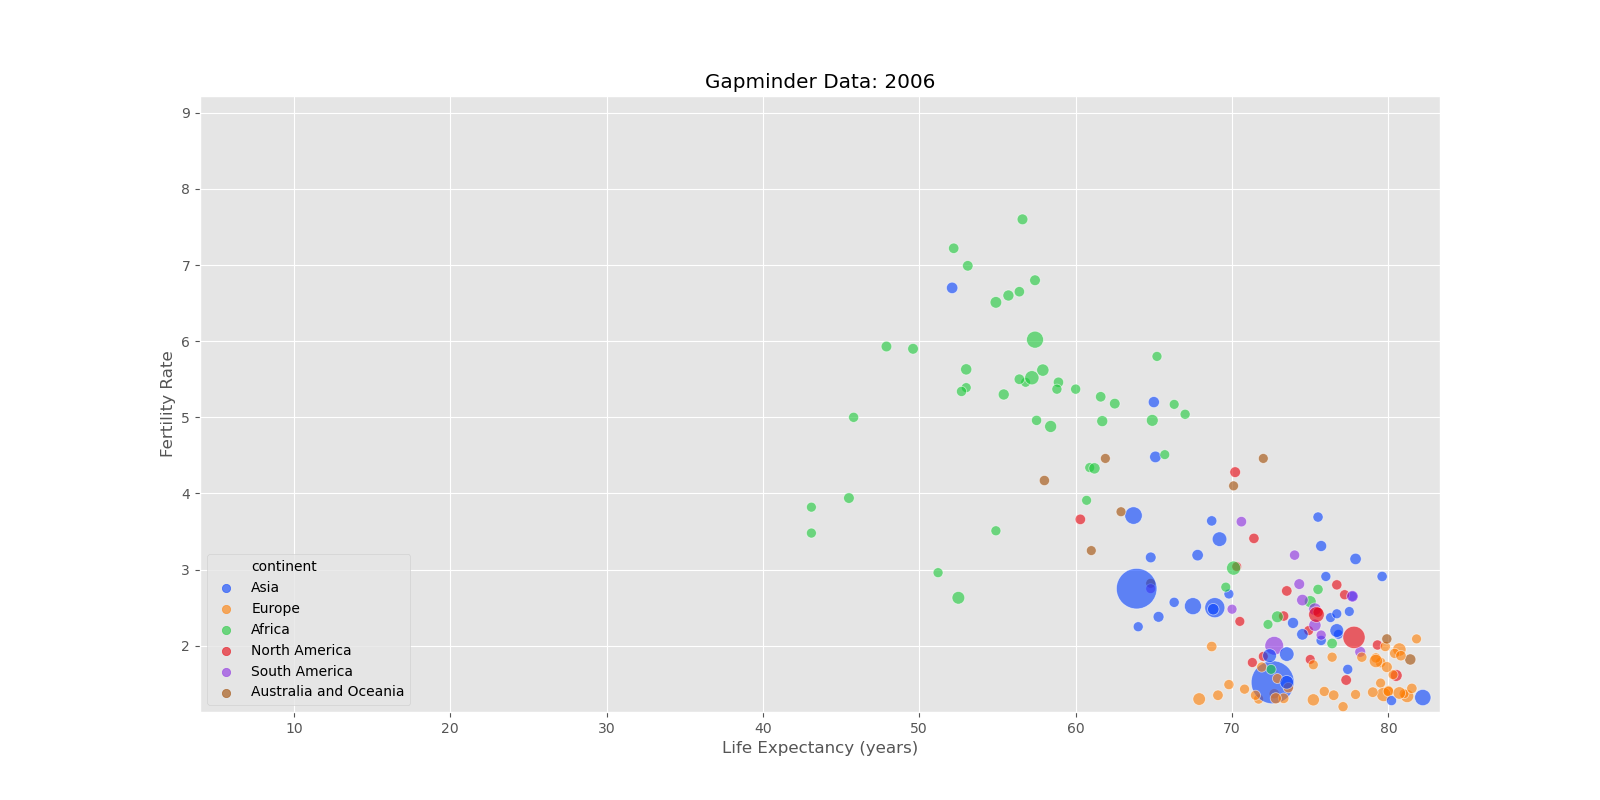 Gapminder Data: 2006
9
8
7
6
5
4
3
2
Fertility Rate
continent
Asia
Europe
Africa
North America
South America
Australia and Oceania
10 20 30 40 50 60 70 80
Life Expectancy (years)